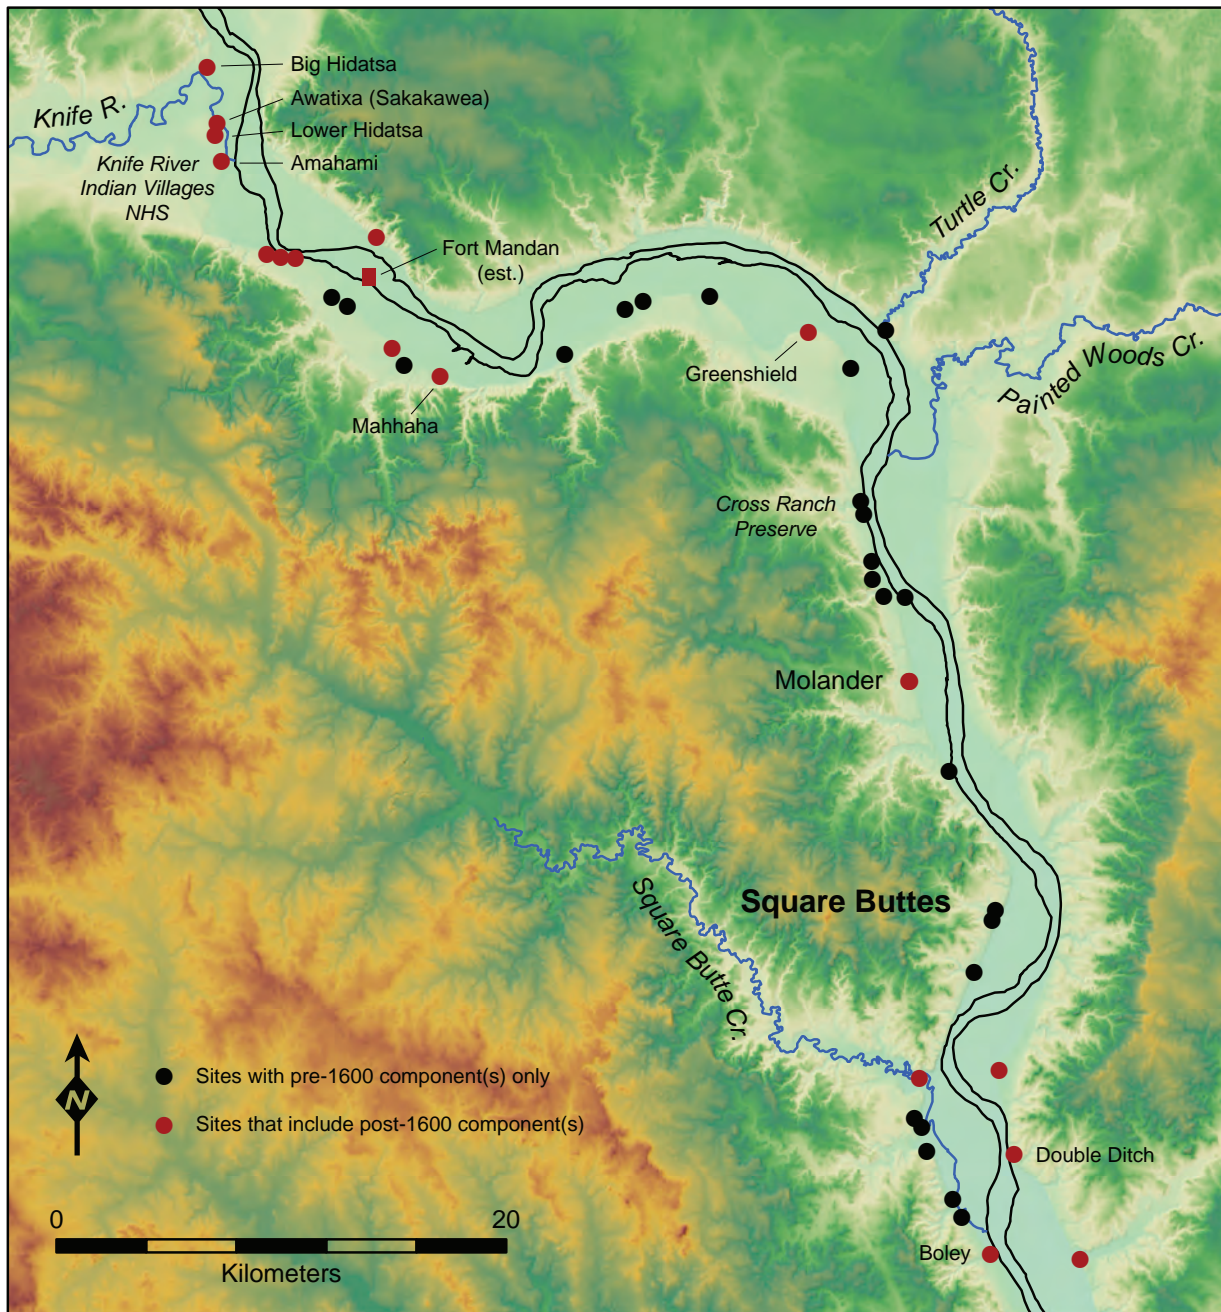 Big Hidatsa
Knife R.
Awatixa (Sakakawea)
Lower Hidatsa
Amahami
Knife River
Indian Villages
NHS
Turtle Cr.
Fort Mandan
(est.)
Painted Woods Cr.
Greenshield
Mahhaha
Cross Ranch
Preserve
Molander
Square Buttes
Square Butte Cr.
N
Sites with pre-1600 component(s) only
Sites that include post-1600 component(s)
Double Ditch
0 20
Kilometers
Boley